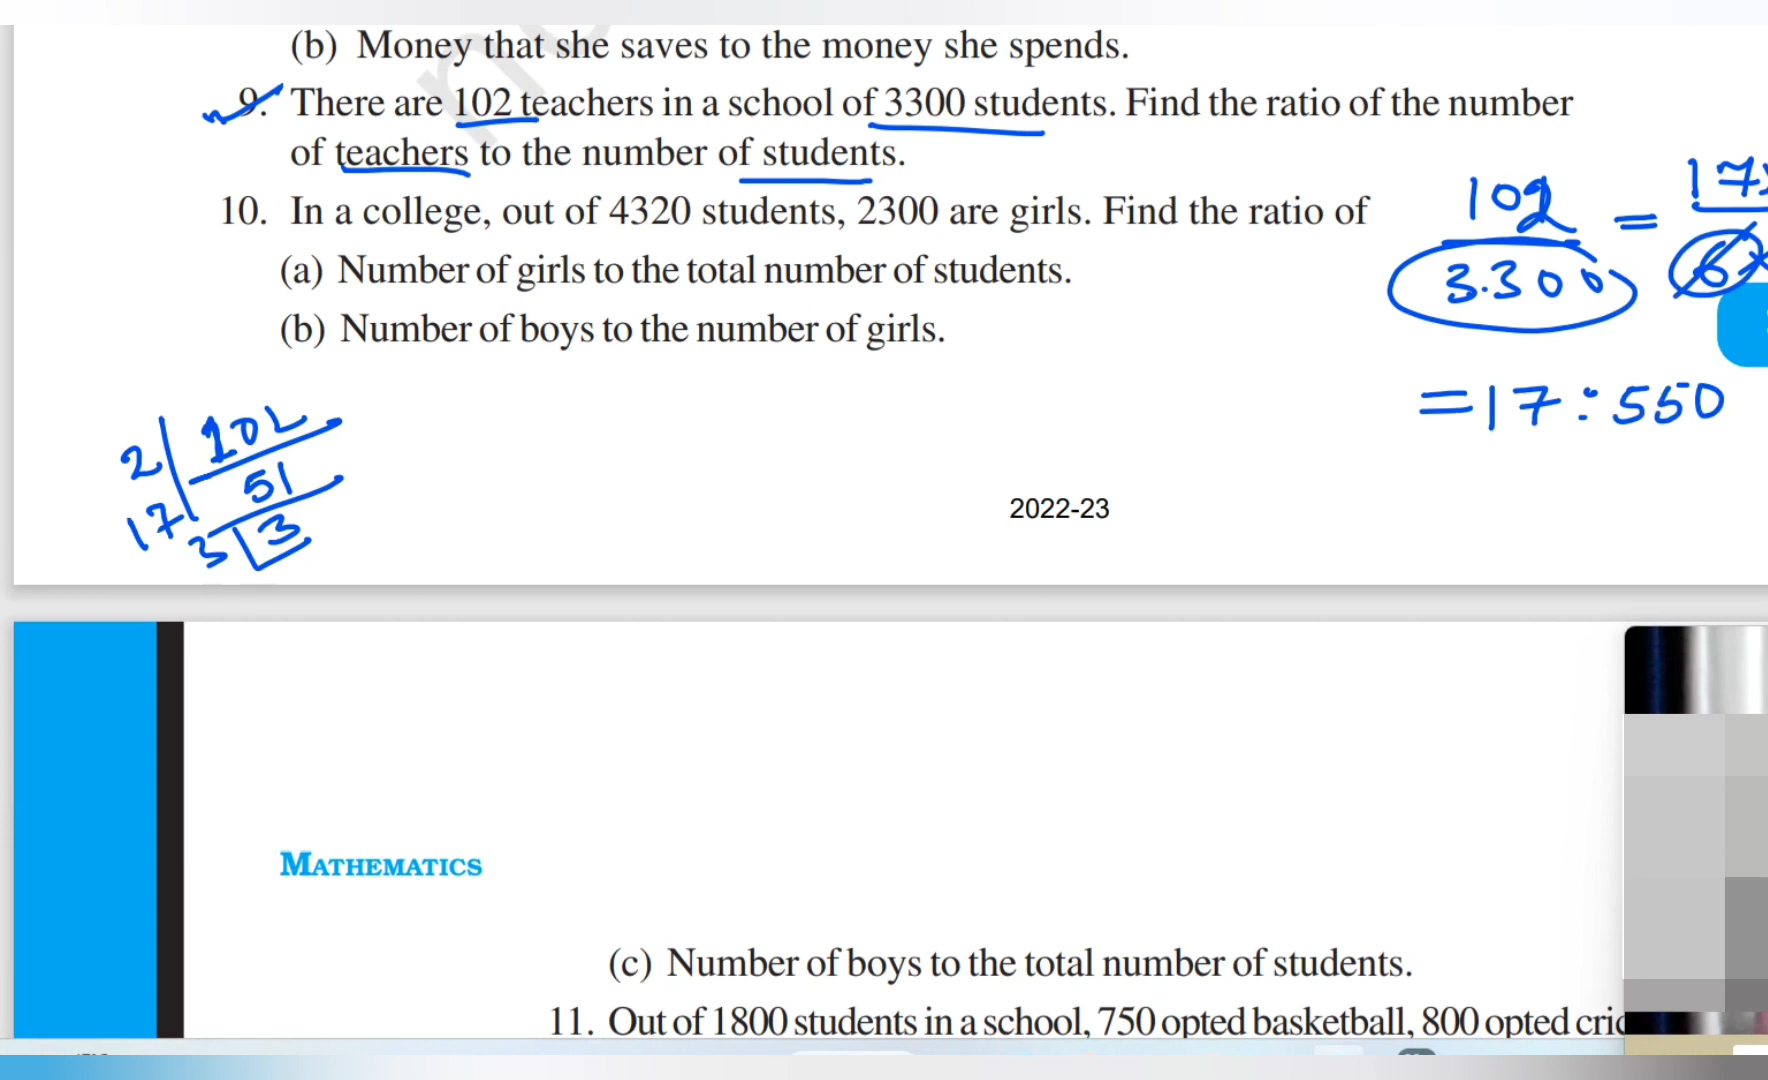 (b) Money that she saves to the money she spends.
9. There are 102 teachers in a school of 3300 students. Find the ratio of the number
of teachers to the number of students.
10. In a college, out of 4320 students, 2300 are girls. Find the ratio of
(a) Number of girls to the total number of students.
(b) Number of boys to the number of girls.
102 = 17
3300 6
= 17 : 550
2 102
17 51
3 3
2022-23
MATHEMATICS
(c) Number of boys to the total number of students.
11. Out of 1800 students in a school, 750 opted basketball, 800 opted